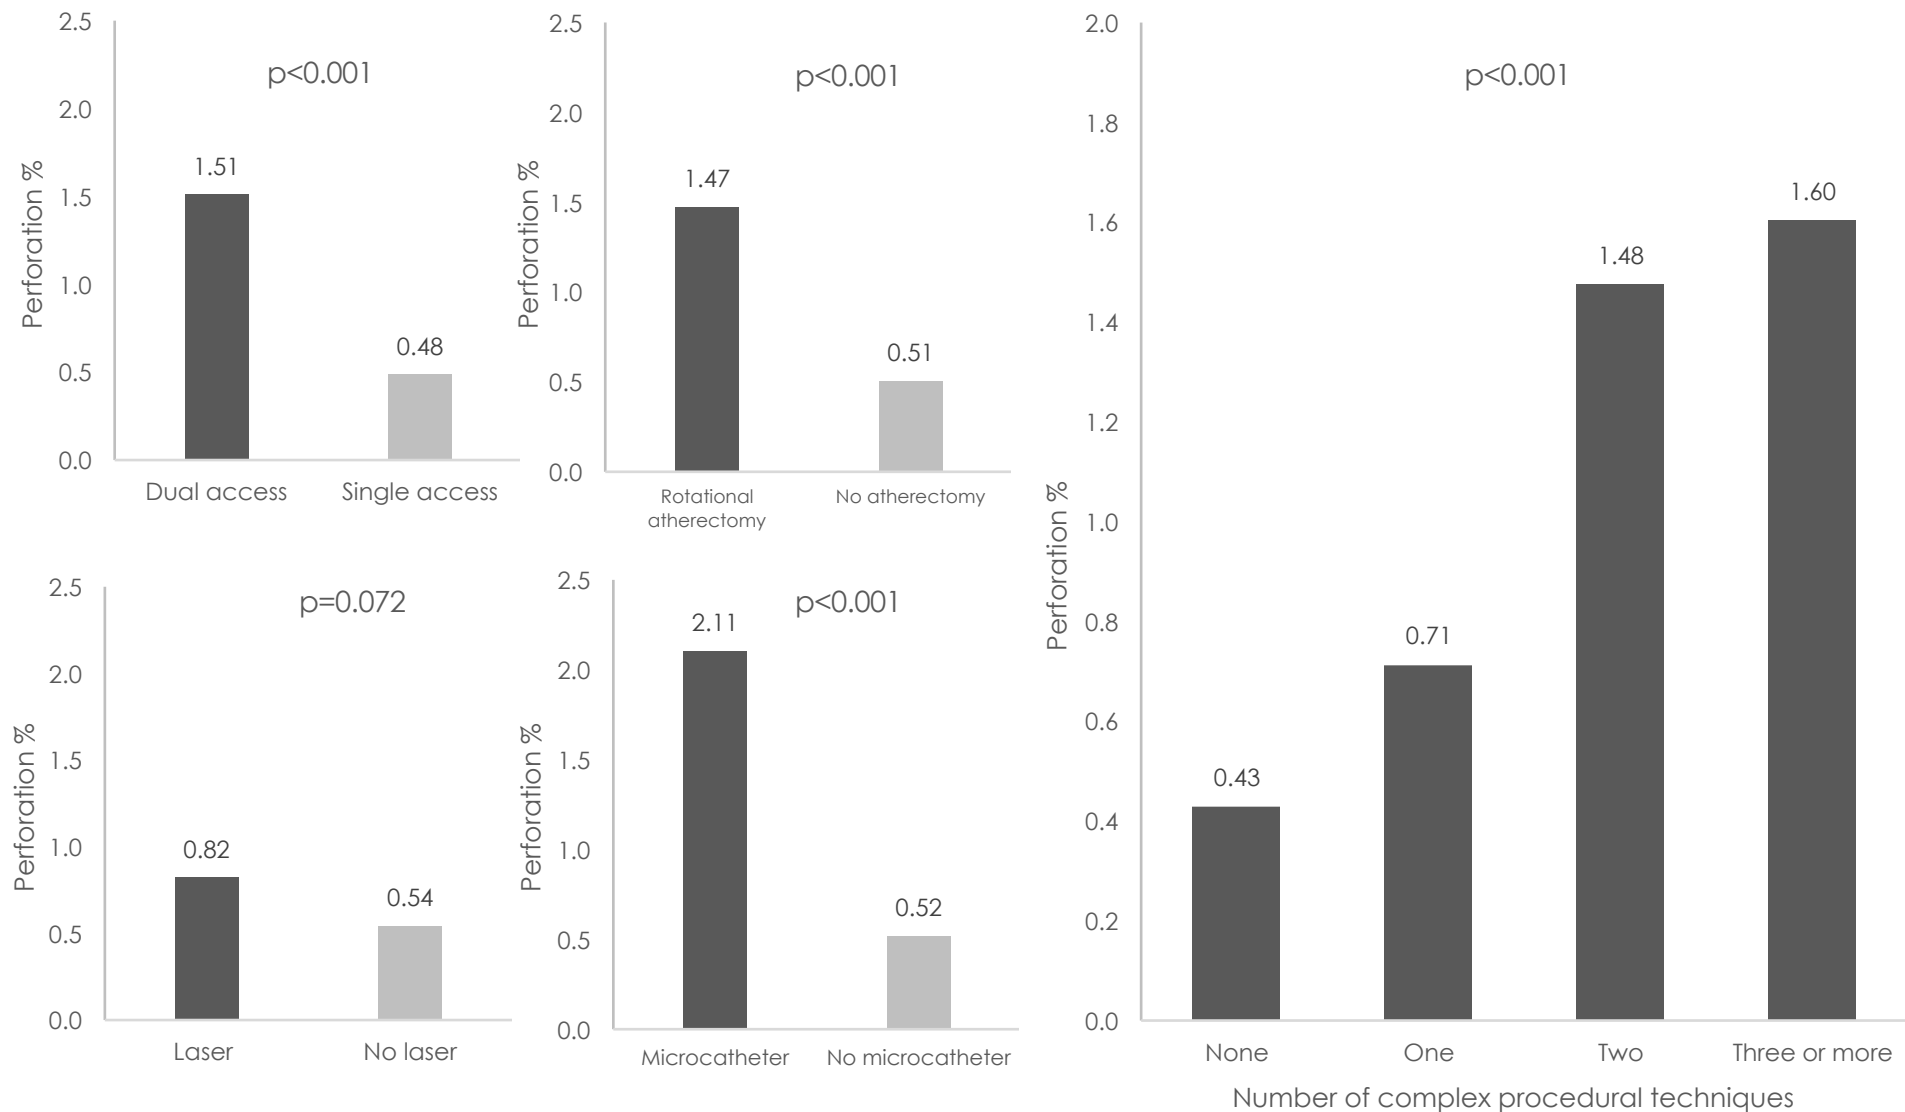 2.5
2.0
1.5
1.0
0.5
0.0
Perforation %
p<0.001
1.51
0.48
Dual access
Single access
2.5
2.0
1.5
1.0
0.5
0.0
Perforation %
p<0.001
1.47
0.51
Rotational
atherectomy
No atherectomy
2.5
2.0
1.5
1.0
0.5
0.0
Perforation %
p=0.072
0.82
0.54
Laser
No laser
2.5
2.0
1.5
1.0
0.5
0.0
Perforation %
p<0.001
2.11
0.52
Microcatheter
No microcatheter
2.0
1.8
1.6
1.4
1.2
1.0
0.8
0.6
0.4
0.2
0.0
Perforation %
p<0.001
0.43
0.71
1.48
1.60
None
One
Two
Three or more
Number of complex procedural techniques